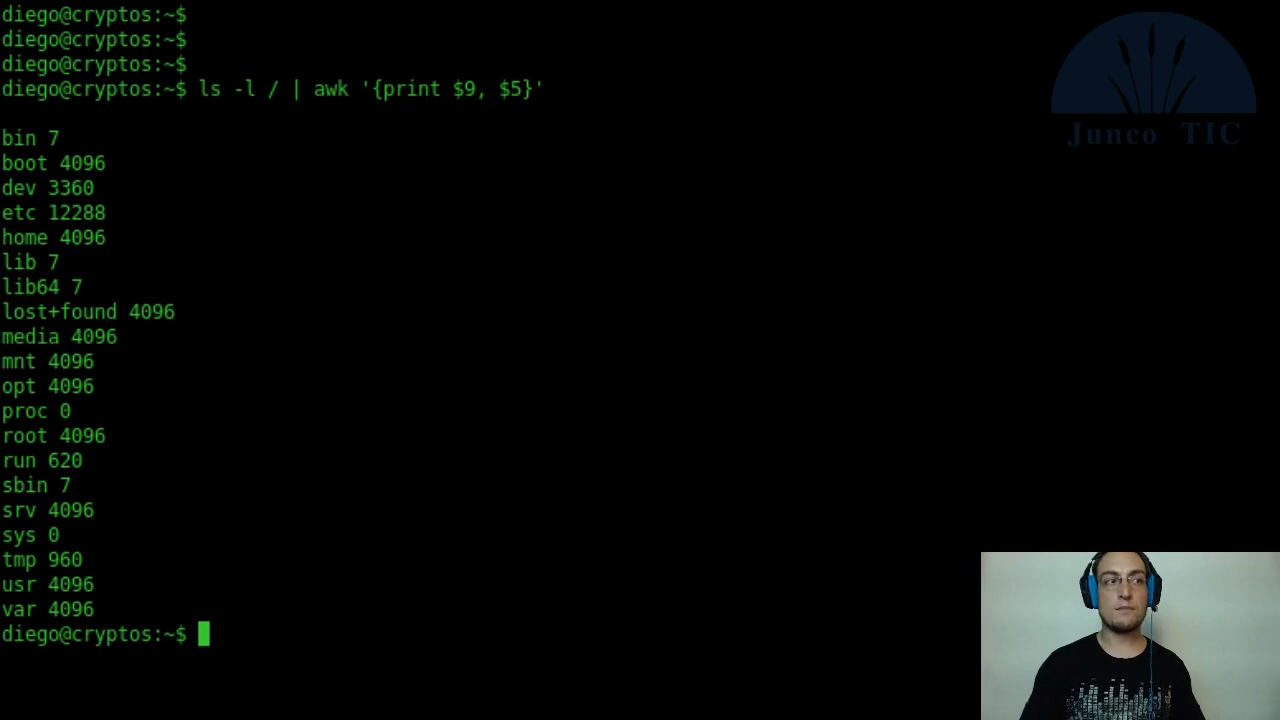 diego@cryptos:~$
diego@cryptos:~$
diego@cryptos:~$
diego@cryptos:~$ ls -l / | awk '{print $9, $5}'
bin 7
boot 4096
dev 3360
etc 12288
home 4096
lib 7
lib64 7
lost+found 4096
media 4096
mnt 4096
opt 4096
proc 0
root 4096
run 620
sbin 7
srv 4096
sys 0
tmp 960
usr 4096
var 4096
diego@cryptos:~$
Junco TIC